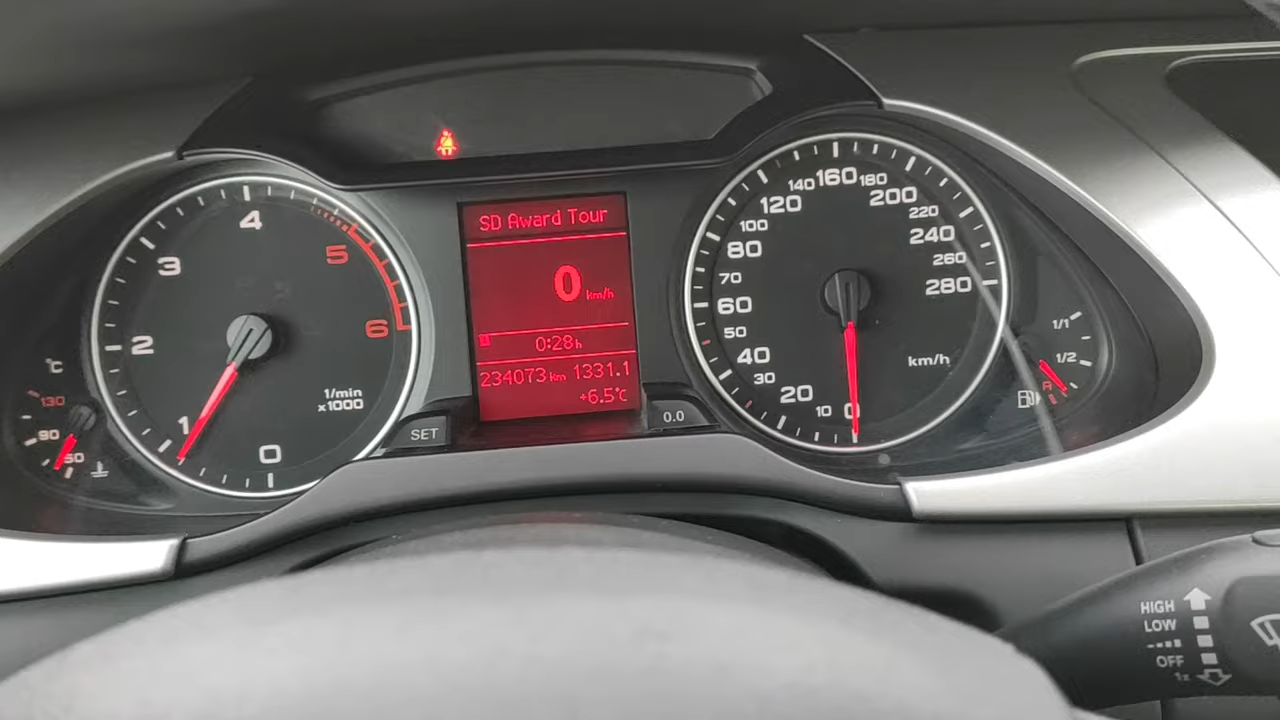 SD Award Tour
0 km/h
0:28 h
234073 km 1331.1
+6.5°C
SET
0.0
0
1
2
3
4
5
6
1/min
x1000
°C
130
90
50
0
10
20
30
40
50
60
70
80
100
120
140
160
180
200
220
240
260
280
km/h
1/1
1/2
R
HIGH
LOW
OFF
1x